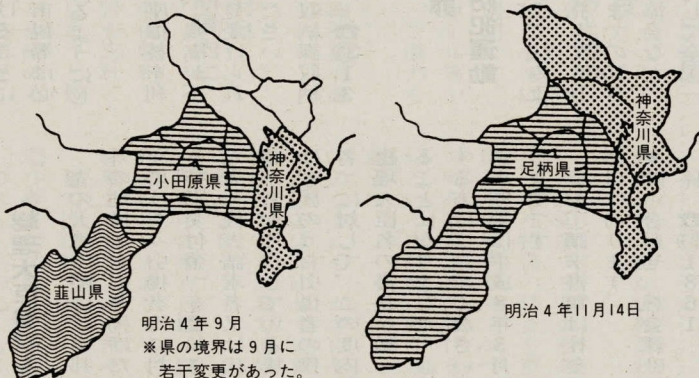 小田原県
神奈川県
韮山県
明治4年9月
※県の境界は9月に
若干変更があった。
神奈川県
足柄県
明治4年11月14日